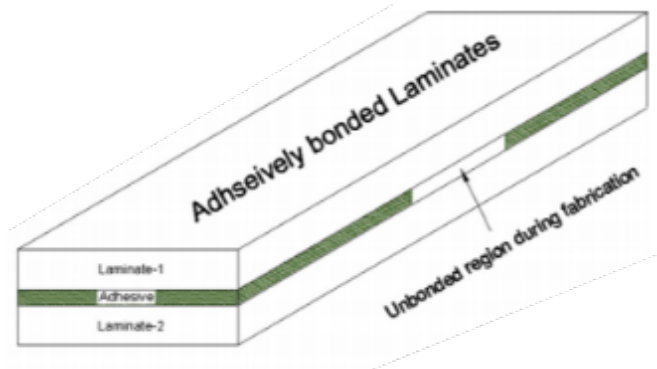 Adhseively bonded Laminates
Laminate-1
Adhesive
Laminate-2
Unbonded region during fabrication